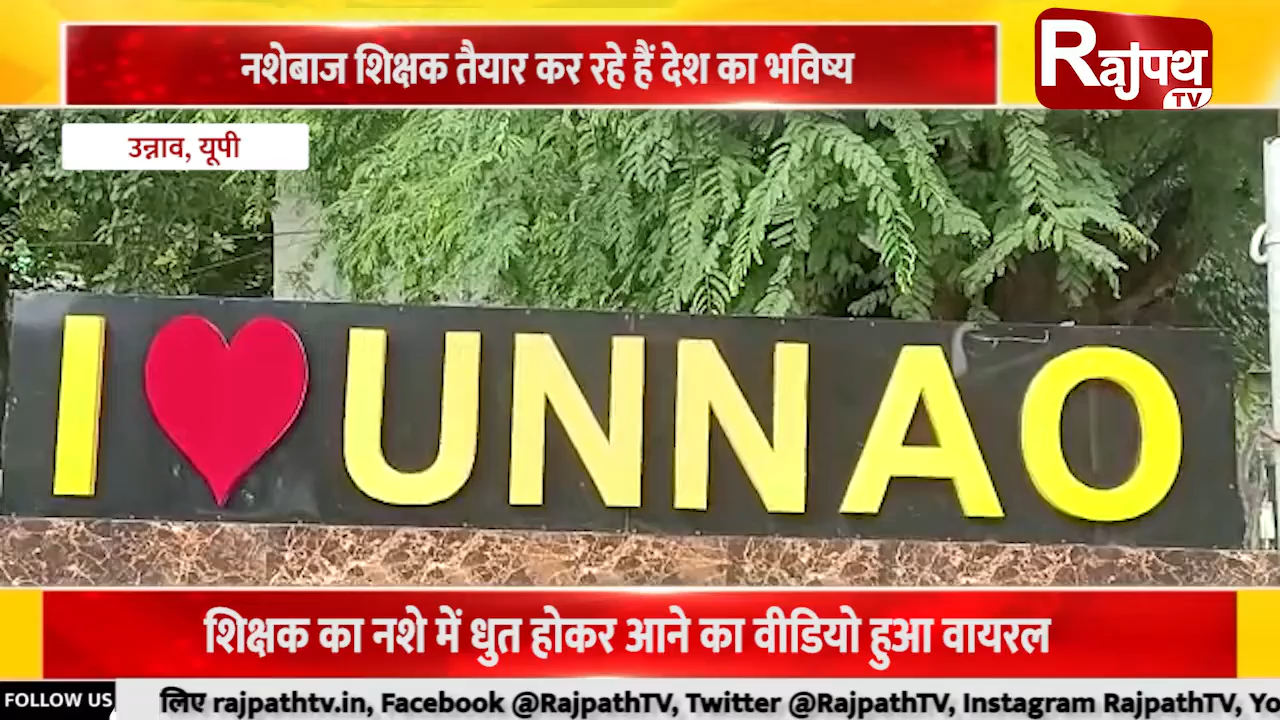 नशेबाज शिक्षक तैयार कर रहे हैं देश का भविष्य
Rajपथ
TV
उन्नाव, यूपी
I ❤ UNNAO
शिक्षक का नशे में धुत होकर आने का वीडियो हुआ वायरल
FOLLOW US लिए rajpathtv.in, Facebook @RajpathTV, Twitter @RajpathTV, Instagram RajpathTV, Yo